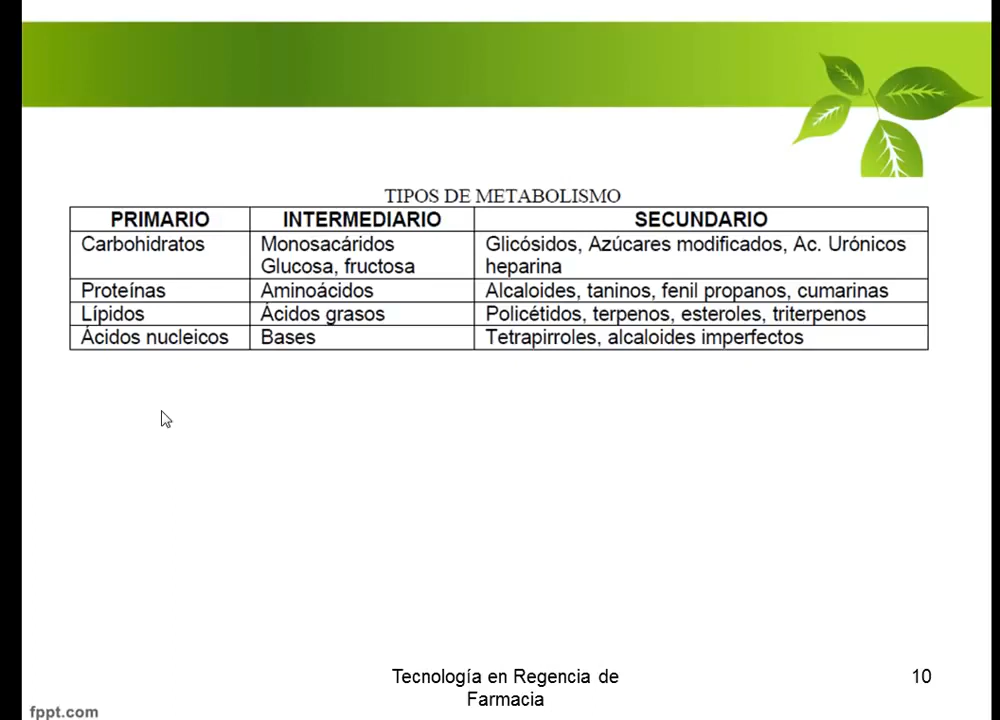 TIPOS DE METABOLISMO
PRIMARIO INTERMEDIARIO SECUNDARIO
Carbohidratos Monosacáridos Glicósidos, Azúcares modificados, Ac. Urónicos
Glucosa, fructosa heparina
Proteínas Aminoácidos Alcaloides, taninos, fenil propanos, cumarinas
Lípidos Ácidos grasos Policétidos, terpenos, esteroles, triterpenos
Ácidos nucleicos Bases Tetrapirroles, alcaloides imperfectos
Tecnología en Regencia de
Farmacia
10
fppt.com